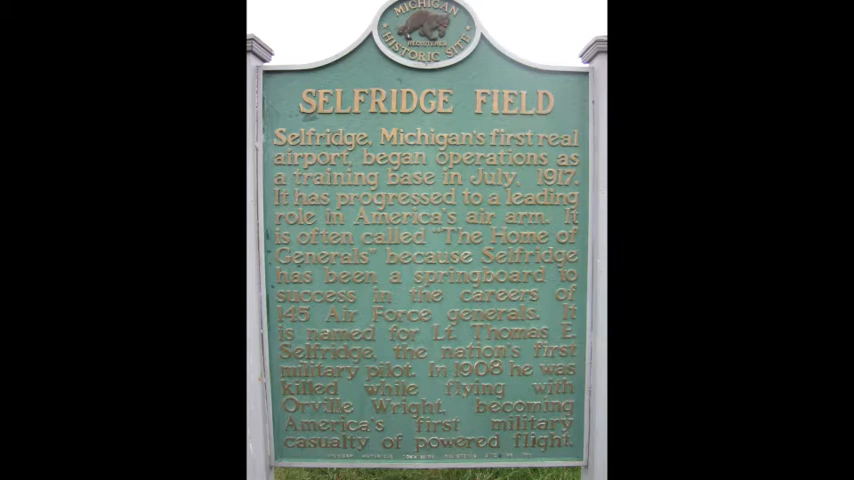 MICHIGAN
REGISTERED
HISTORIC SITE
SELFRIDGE FIELD
Selfridge, Michigan's first real
airport, began operations as
a training base in July, 1917.
It has progressed to a leading
role in America's air arm. It
is often called "The Home of
Generals" because Selfridge
has been a springboard to
success in the careers of
145 Air Force generals. It
is named for Lt. Thomas E.
Selfridge, the nation's first
military pilot. In 1908 he was
killed while flying with
Orville Wright, becoming
America's first military
casualty of powered flight.